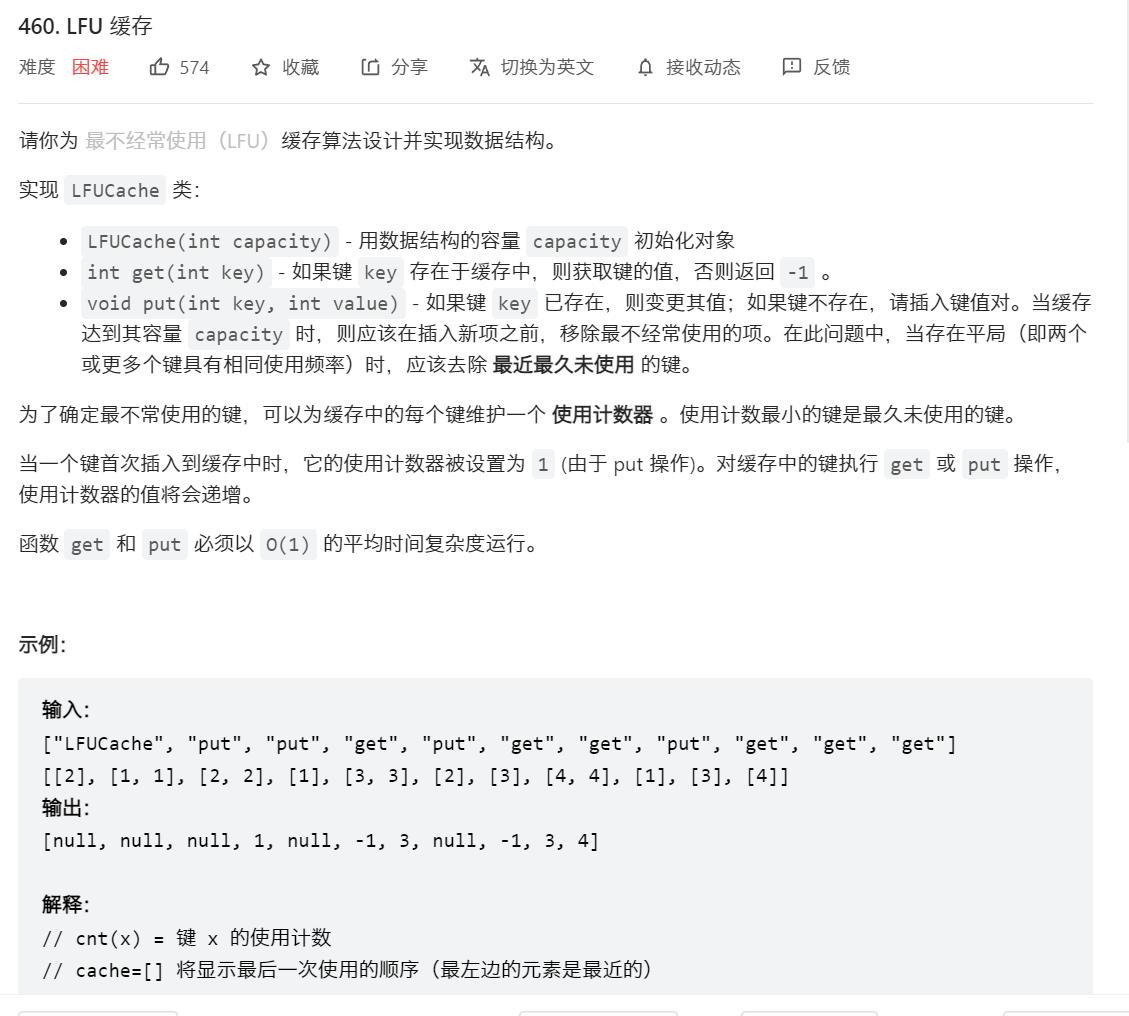 460. LFU 缓存
难度 困难 574 收藏 分享 切换为英文 接收动态 反馈
请你为 最不经常使用（LFU）缓存算法设计并实现数据结构。
实现 LFUCache 类：
LFUCache(int capacity) - 用数据结构的容量 capacity 初始化对象
int get(int key) - 如果键 key 存在于缓存中，则获取键的值，否则返回 -1 。
void put(int key, int value) - 如果键 key 已存在，则变更其值；如果键不存在，请插入键值对。当缓存
达到其容量 capacity 时，则应该在插入新项之前，移除最不经常使用的项。在此问题中，当存在平局（即两个
或更多个键具有相同使用频率）时，应该去除 最近最久未使用 的键。
为了确定最不常使用的键，可以为缓存中的每个键维护一个 使用计数器 。使用计数最小的键是最久未使用的键。
当一个键首次插入到缓存中时，它的使用计数器被设置为 1 (由于 put 操作)。对缓存中的键执行 get 或 put 操作，
使用计数器的值将会递增。
函数 get 和 put 必须以 O(1) 的平均时间复杂度运行。
示例：
输入：
["LFUCache", "put", "put", "get", "put", "get", "get", "put", "get", "get", "get"]
[[2], [1, 1], [2, 2], [1], [3, 3], [2], [3], [4, 4], [1], [3], [4]]
输出：
[null, null, null, 1, null, -1, 3, null, -1, 3, 4]
解释：
// cnt(x) = 键 x 的使用计数
// cache=[] 将显示最后一次使用的顺序（最左边的元素是最近的）